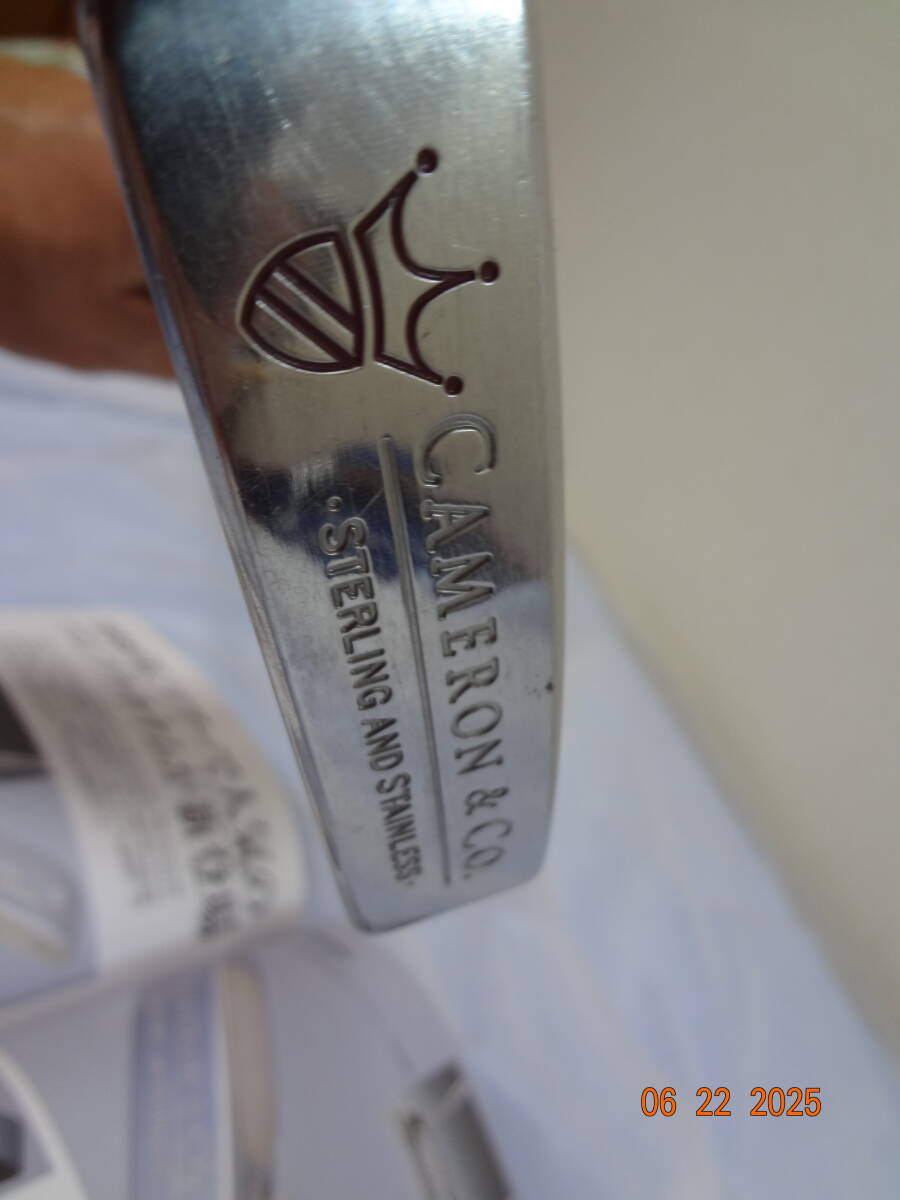 CAMERON & CO.
· STERLING AND STAINLESS ·
06 22 2025